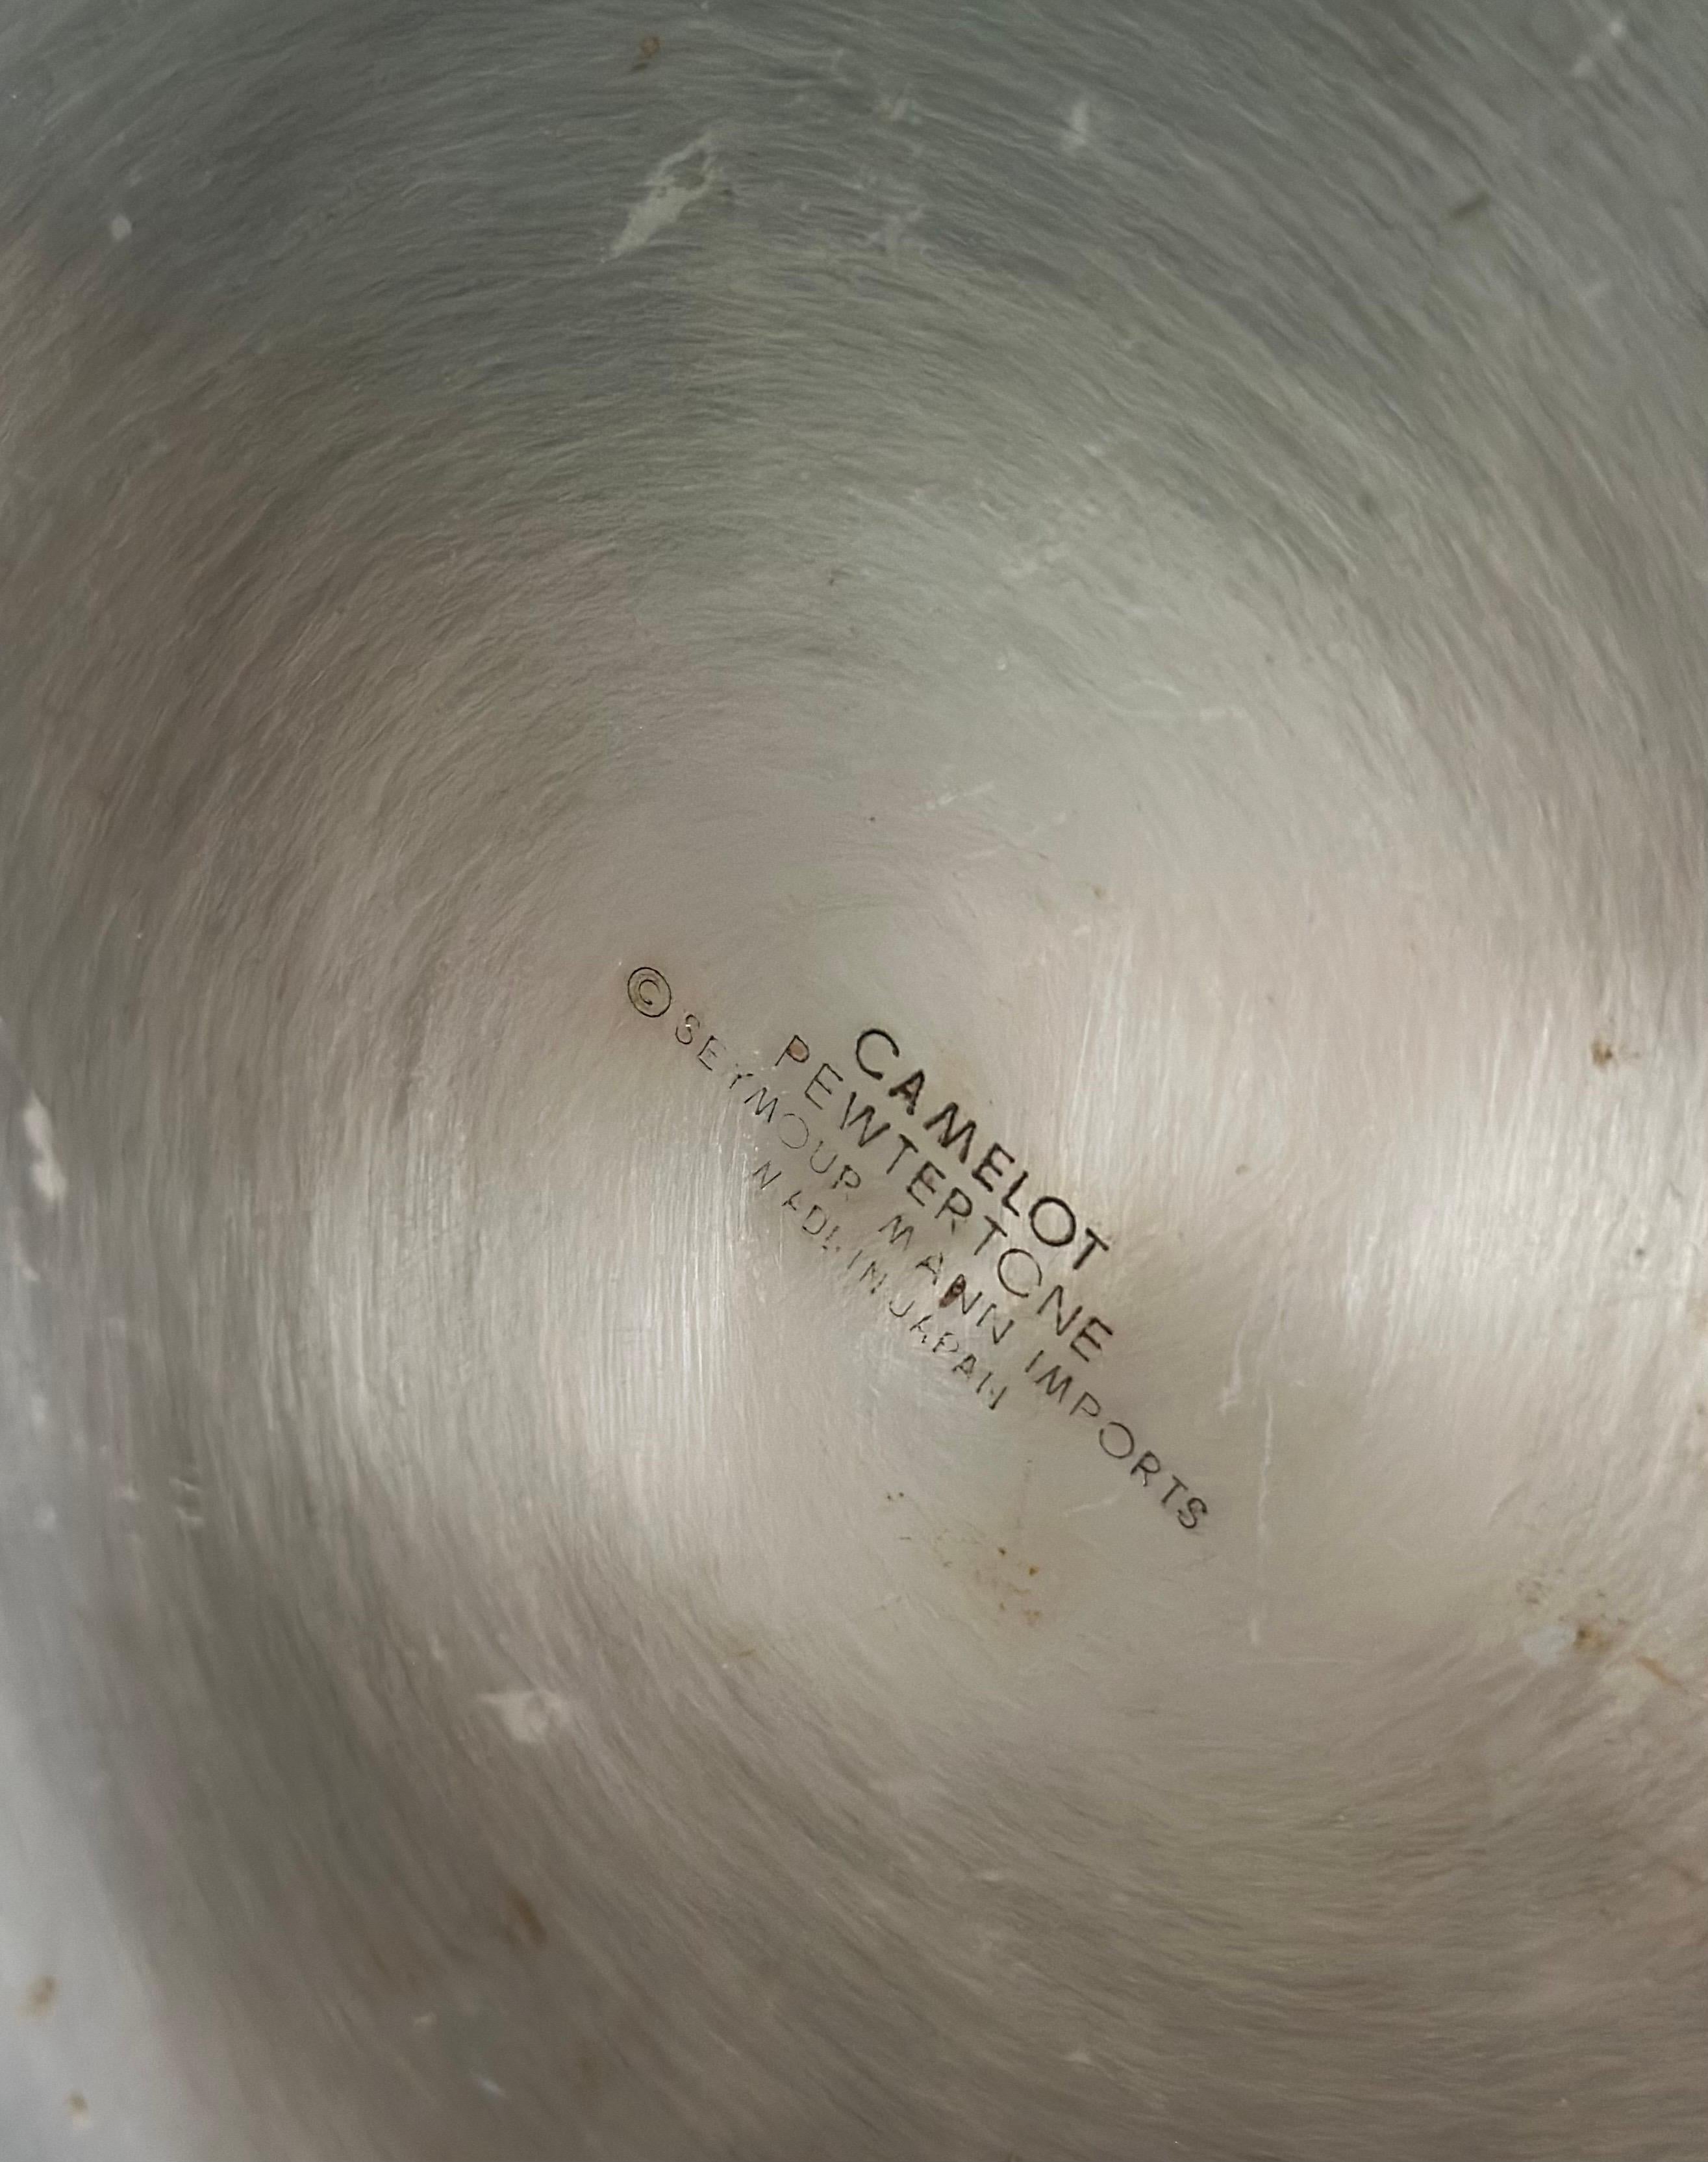 CAMELOT
PEWTERTONE
© SEYMOUR MANN IMPORTS
MADE IN JAPAN